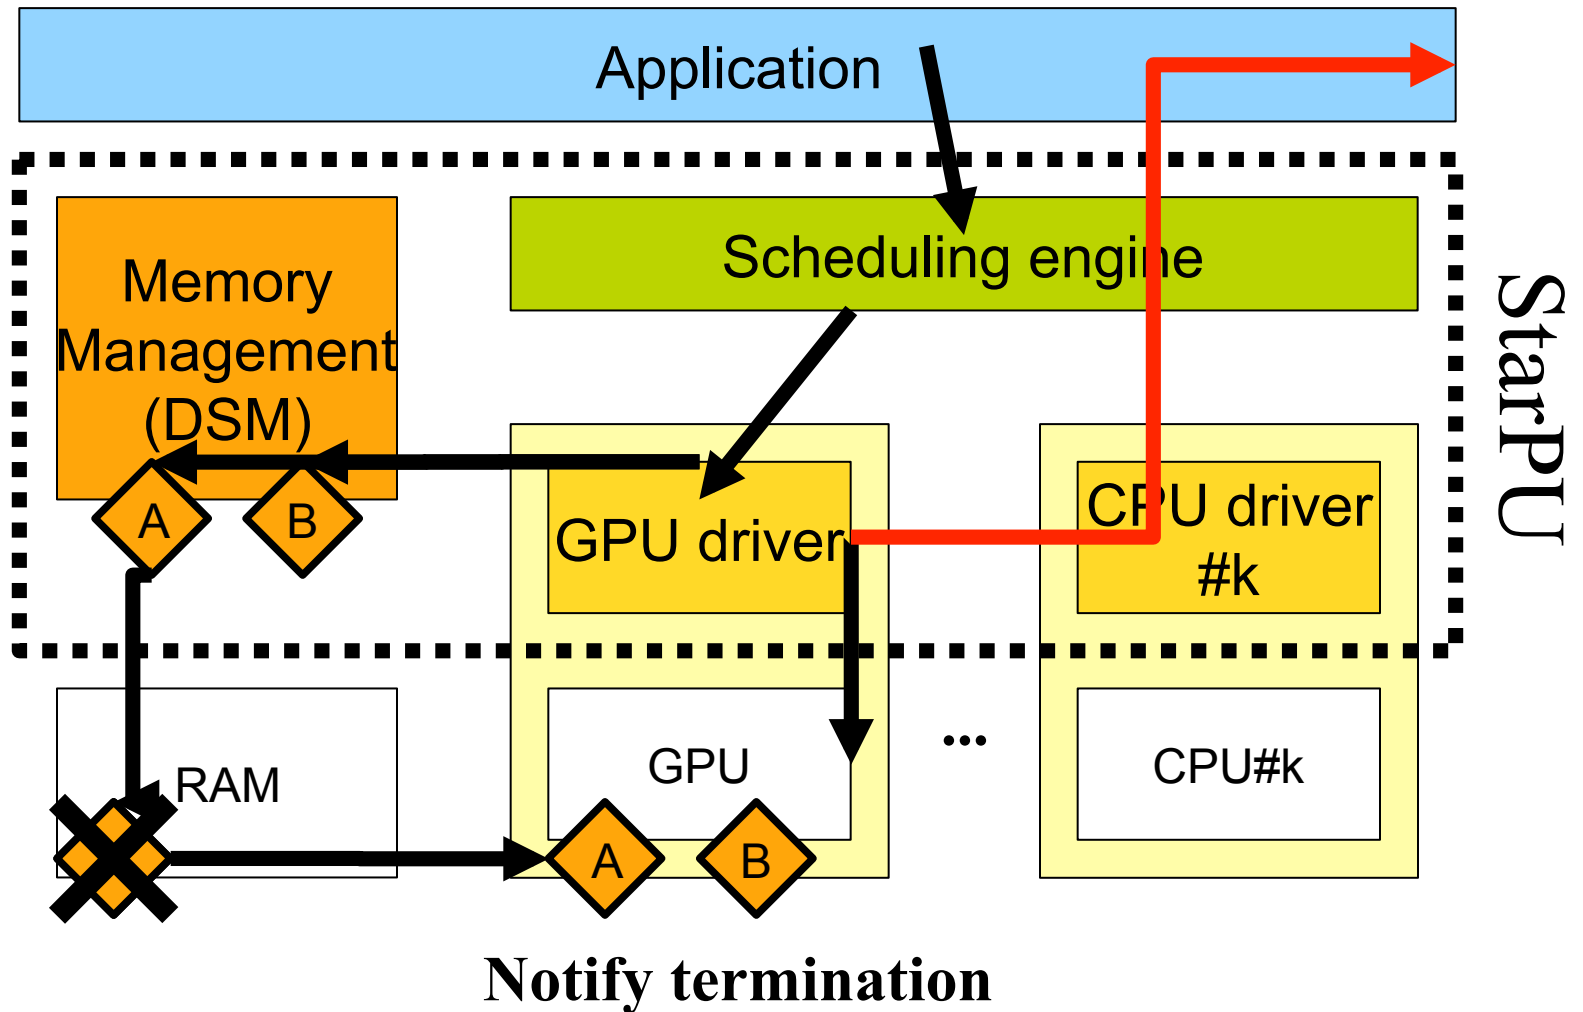 Application
Memory
Management
(DSM)
Scheduling engine
StarPU
A
B
GPU driver
CPU driver
#k
RAM
GPU
...
CPU#k
A
B
Notify termination